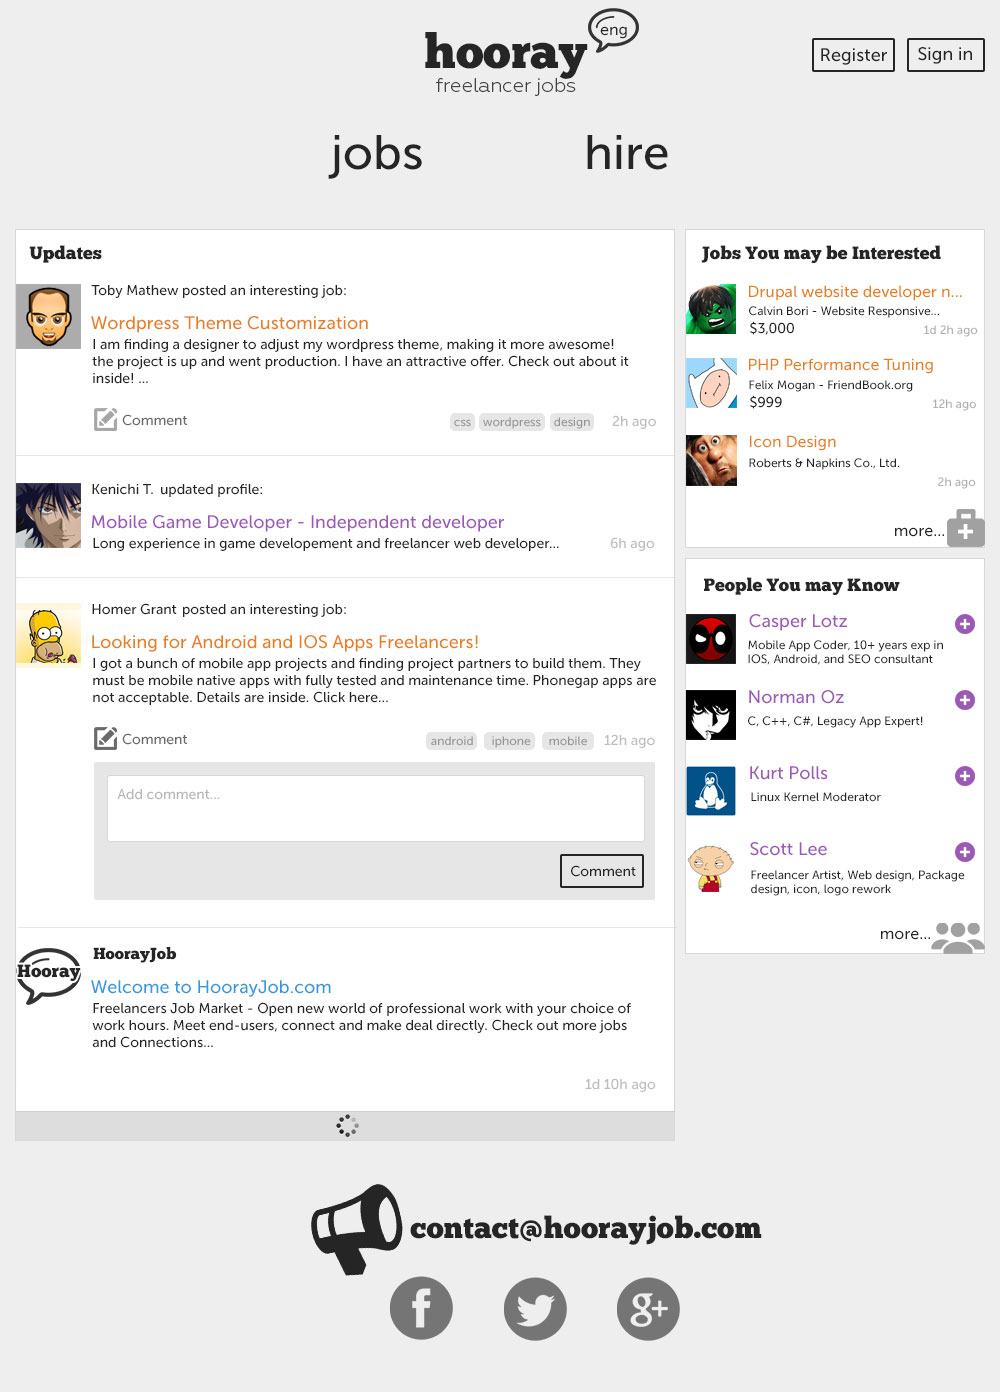 hooray
eng
freelancer jobs
Register
Sign in
jobs
hire
Updates
Toby Mathew posted an interesting job:
Wordpress Theme Customization
I am finding a designer to adjust my wordpress theme, making it more awesome!
the project is up and went production. I have an attractive offer. Check out about it
inside! ...
Comment
css wordpress design 2h ago
Kenichi T. updated profile:
Mobile Game Developer - Independent developer
Long experience in game developement and freelancer web developer...
6h ago
Homer Grant posted an interesting job:
Looking for Android and IOS Apps Freelancers!
I got a bunch of mobile app projects and finding project partners to build them. They
must be mobile native apps with fully tested and maintenance time. Phonegap apps are
not acceptable. Details are inside. Click here...
Comment
android iphone mobile 12h ago
Add comment...
Comment
Hooray
HoorayJob
Welcome to HoorayJob.com
Freelancers Job Market - Open new world of professional work with your choice of
work hours. Meet end-users, connect and make deal directly. Check out more jobs
and Connections...
1d 10h ago
Jobs You may be Interested
Drupal website developer n...
Calvin Bori - Website Responsive...
$3,000
1d 2h ago
PHP Performance Tuning
Felix Mogan - FriendBook.org
$999
12h ago
Icon Design
Roberts & Napkins Co., Ltd.
2h ago
more...
People You may Know
Casper Lotz
Mobile App Coder, 10+ years exp in
IOS, Android, and SEO consultant
Norman Oz
C, C++, C#, Legacy App Expert!
Kurt Polls
Linux Kernel Moderator
Scott Lee
Freelancer Artist, Web design, Package
design, icon, logo rework
more...
contact@hoorayjob.com
f
g+